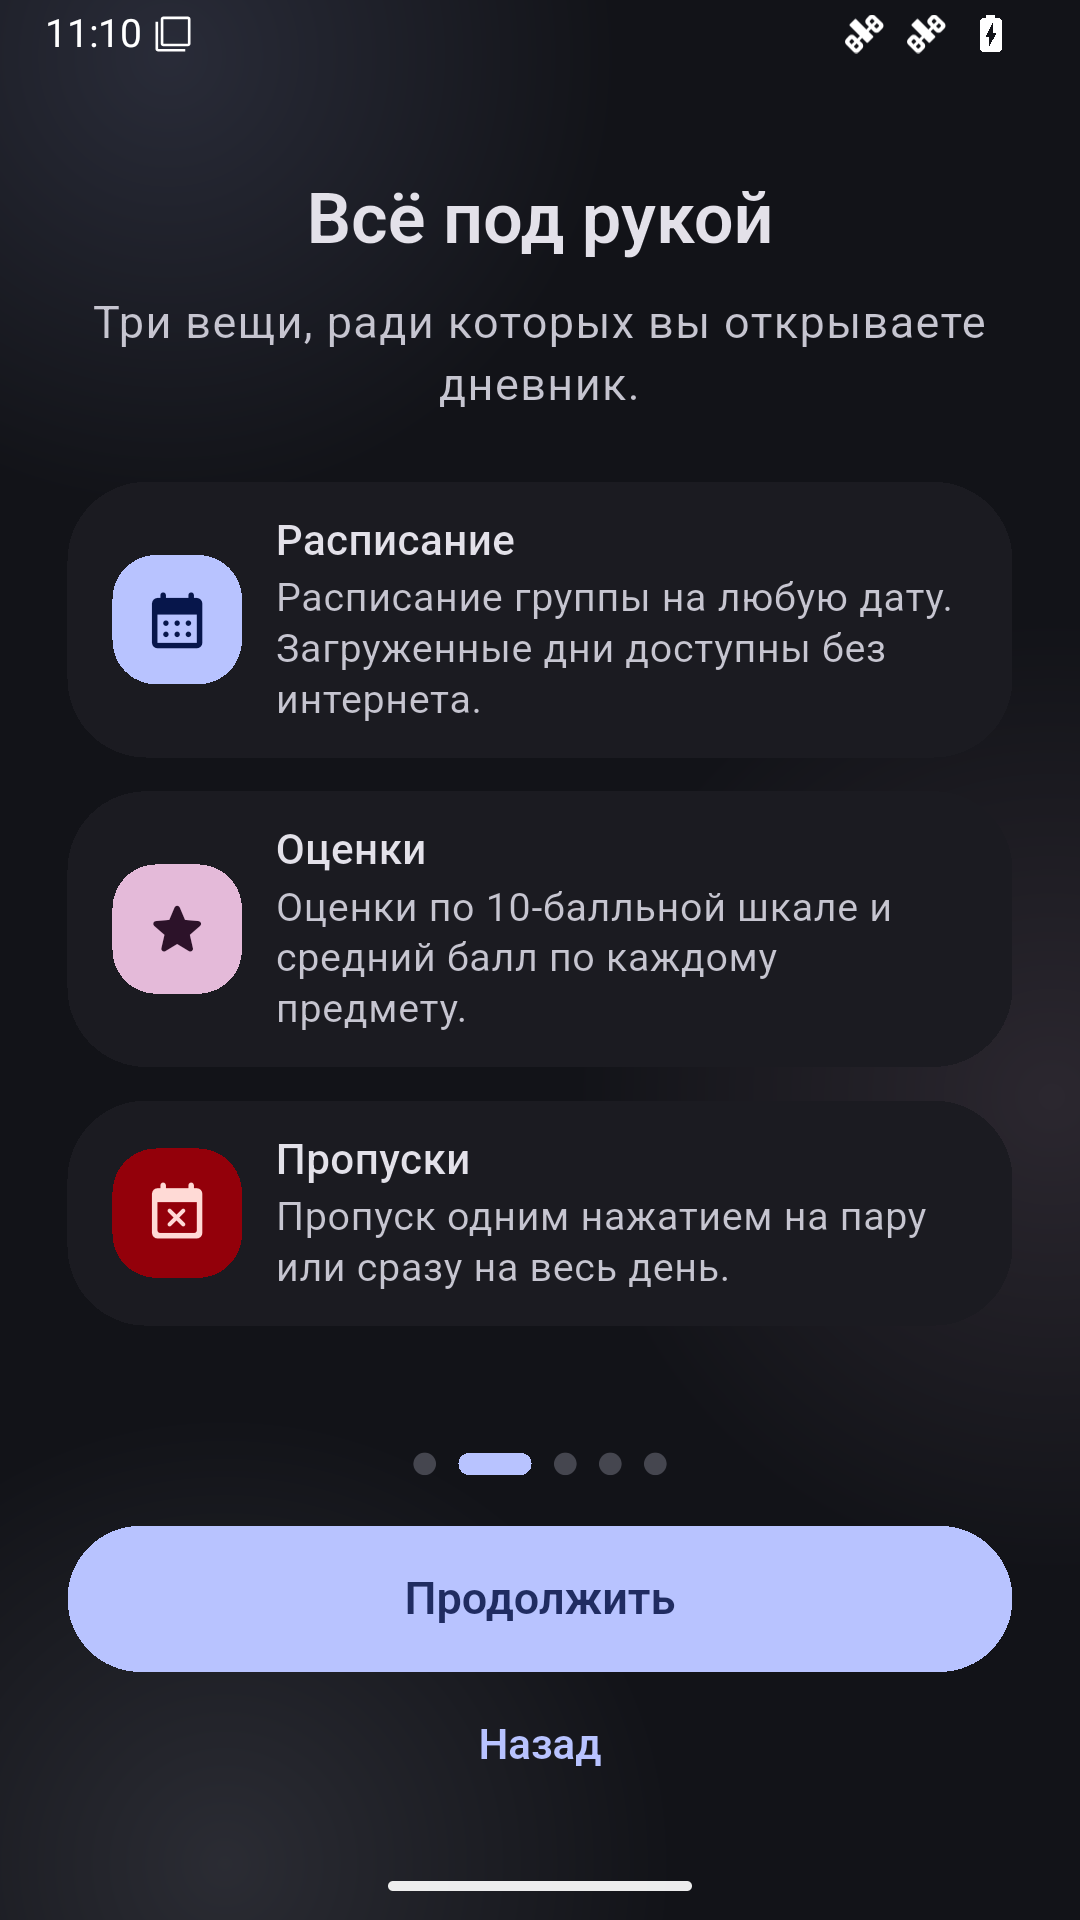 11:10
Всё под рукой
Три вещи, ради которых вы открываете
дневник.
Расписание
Расписание группы на любую дату.
Загруженные дни доступны без
интернета.
Оценки
Оценки по 10-балльной шкале и
средний балл по каждому
предмету.
Пропуски
Пропуск одним нажатием на пару
или сразу на весь день.
Продолжить
Назад